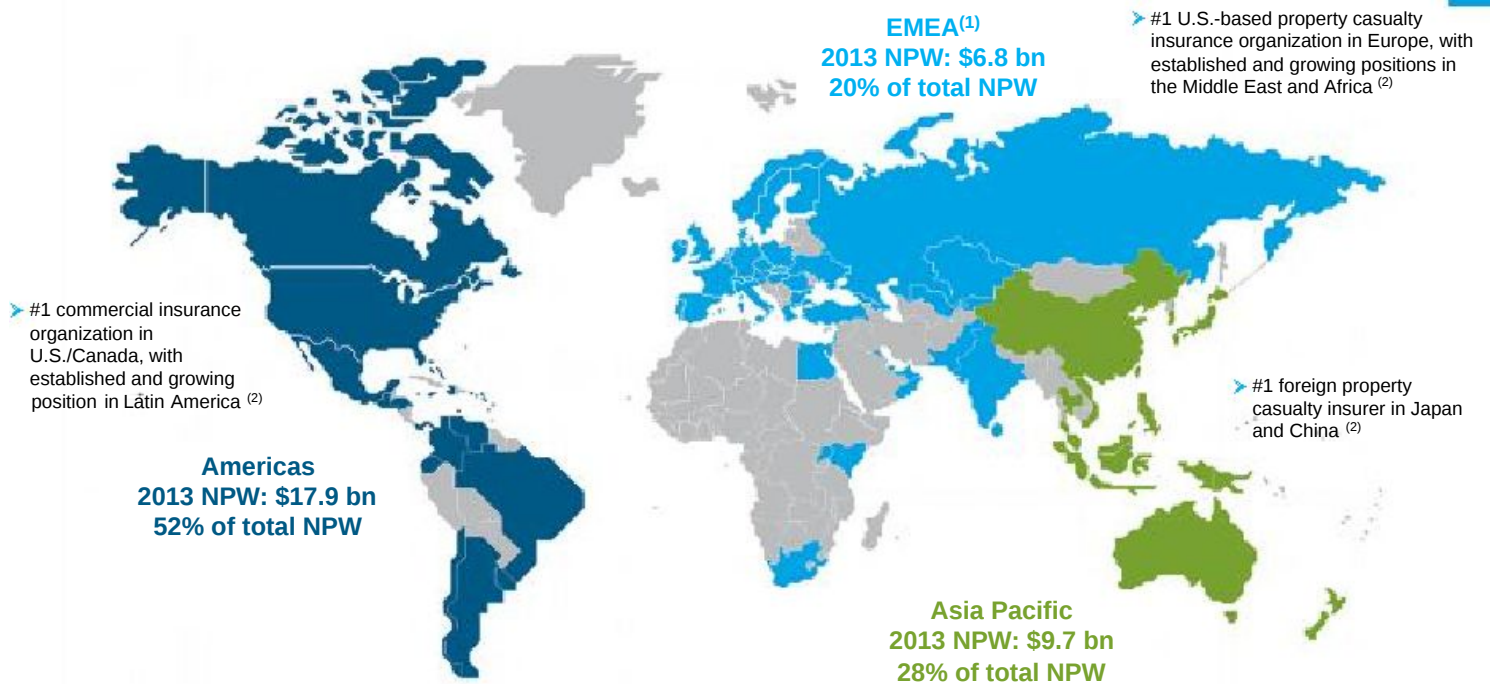 EMEA(1)
2013 NPW: $6.8 bn
20% of total NPW
➢ #1 U.S.-based property casualty
insurance organization in Europe, with
established and growing positions in
the Middle East and Africa (2)
➢ #1 commercial insurance
organization in
U.S./Canada, with
established and growing
position in Latin America (2)
➢ #1 foreign property
casualty insurer in Japan
and China (2)
Americas
2013 NPW: $17.9 bn
52% of total NPW
Asia Pacific
2013 NPW: $9.7 bn
28% of total NPW